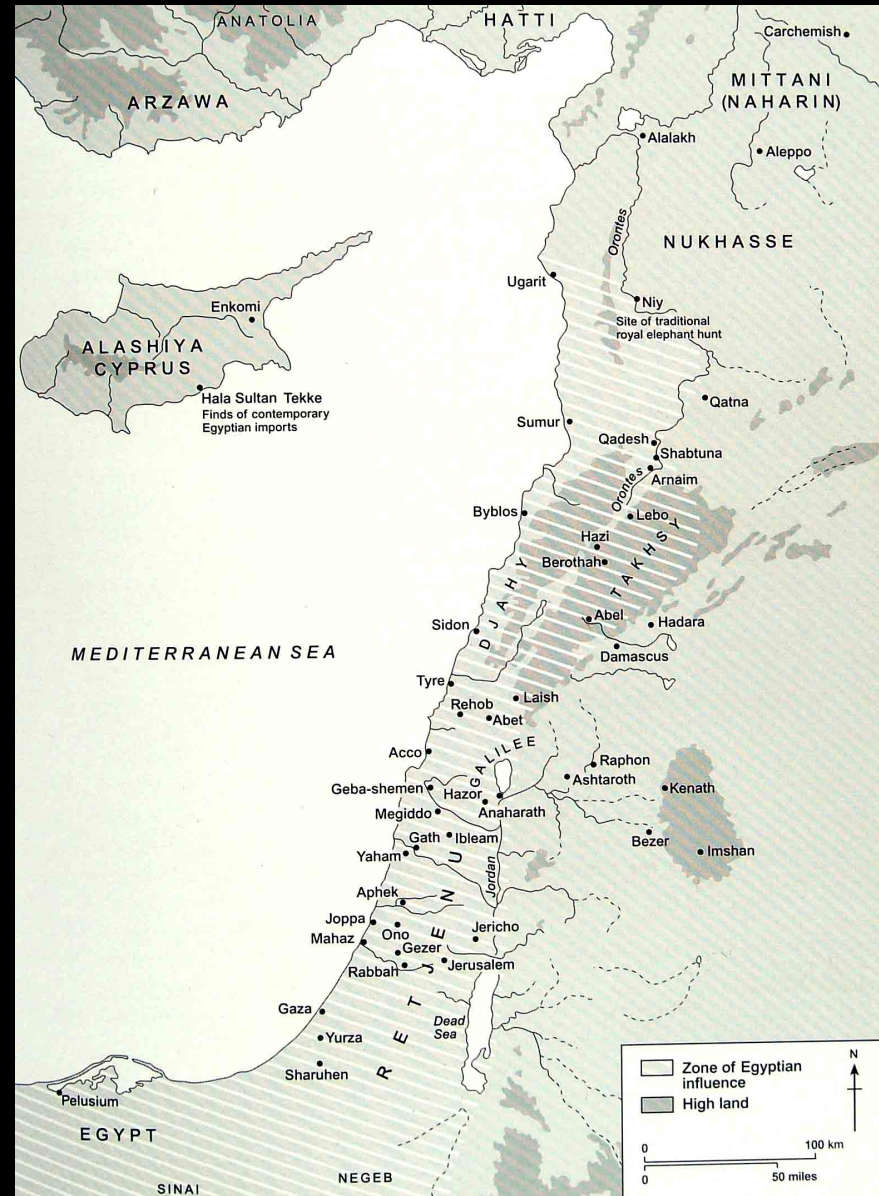 ANATOLIA
HATTI
Carchemish
ARZAWA
MITTANI
(NAHARIN)
Alalakh
Aleppo
Orontes
NUKHASSE
Ugarit
Niy
Site of traditional
royal elephant hunt
Enkomi
ALASHIYA
CYPRUS
Hala Sultan Tekke
Finds of contemporary
Egyptian imports
Qatna
Sumur
Qadesh
Shabtuna
Arnaim
Orontes
Byblos
Lebo
Hazi
Berothah
TAKHSY
DJAHY
Abel
Hadara
Sidon
Damascus
MEDITERRANEAN SEA
Tyre
Laish
Rehob
Abet
GALILEE
Acco
Raphon
Ashtaroth
Geba-shemen
Hazor
Kenath
Anaharath
Megiddo
Gath
Ibleam
Bezer
Imshan
Yaham
Jordan
Aphek
RETJENU
Joppa
Ono
Jericho
Mahaz
Gezer
Rabbah
Jerusalem
Gaza
Dead
Sea
Yurza
Sharuhen
Pelusium
EGYPT
SINAI
NEGEB
Zone of Egyptian
influence
High land
N
0 100 km
0 50 miles